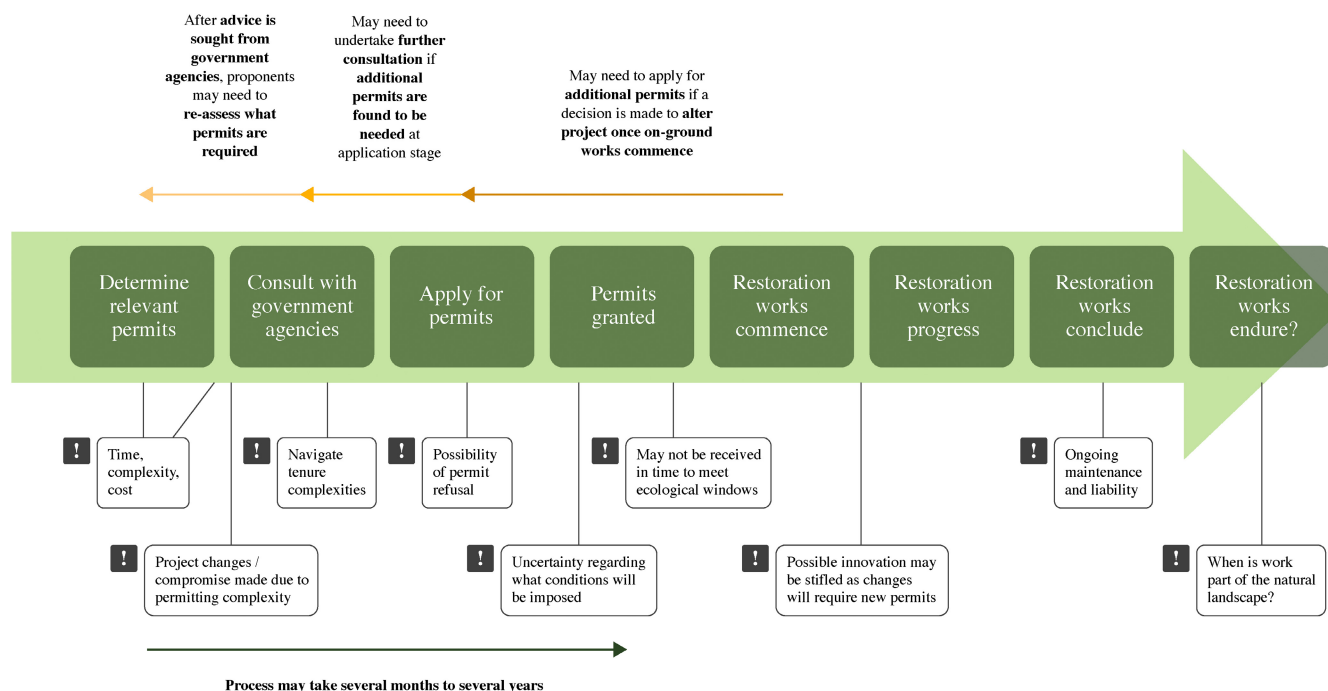 After advice is
sought from
government
agencies, proponents
may need to
re-assess what
permits are
required
May need to
undertake further
consultation if
additional
permits are
found to be
needed at
application stage
May need to apply for
additional permits if a
decision is made to alter
project once on-ground
works commence
Determine
relevant
permits
Consult with
government
agencies
Apply for
permits
Permits
granted
Restoration
works
commence
Restoration
works
progress
Restoration
works
conclude
Restoration
works
endure?
!
Time,
complexity,
cost
!
Navigate
tenure
complexities
!
Possibility
of permit
refusal
!
May not be received
in time to meet
ecological windows
!
Ongoing
maintenance
and liability
!
Project changes /
compromise made due to
permitting complexity
!
Uncertainty regarding
what conditions will
be imposed
!
Possible innovation may
be stifled as changes
will require new permits
!
When is work
part of the natural
landscape?
Process may take several months to several years